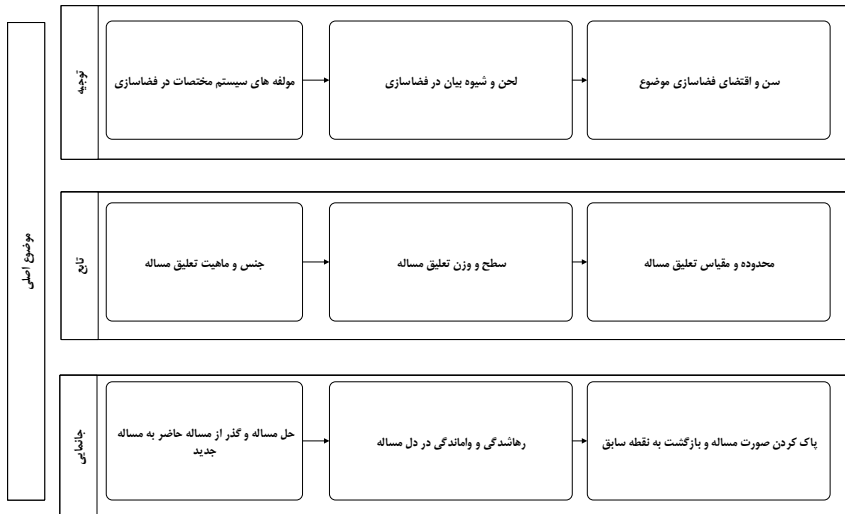 موضوع اصلی
توجیه
مولفه های سیستم مختصات در فضاسازی
لحن و شیوه بیان در فضاسازی
سن و اقتضای فضاسازی موضوع
تابع
جنس و ماهیت تعلیق مساله
سطح و وزن تعلیق مساله
محدوده و مقیاس تعلیق مساله
جانمایی
حل مساله و گذر از مساله حاضر به مساله
جدید
رهاشدگی و واماندگی در دل مساله
پاک کردن صورت مساله و بازگشت به نقطه سابق